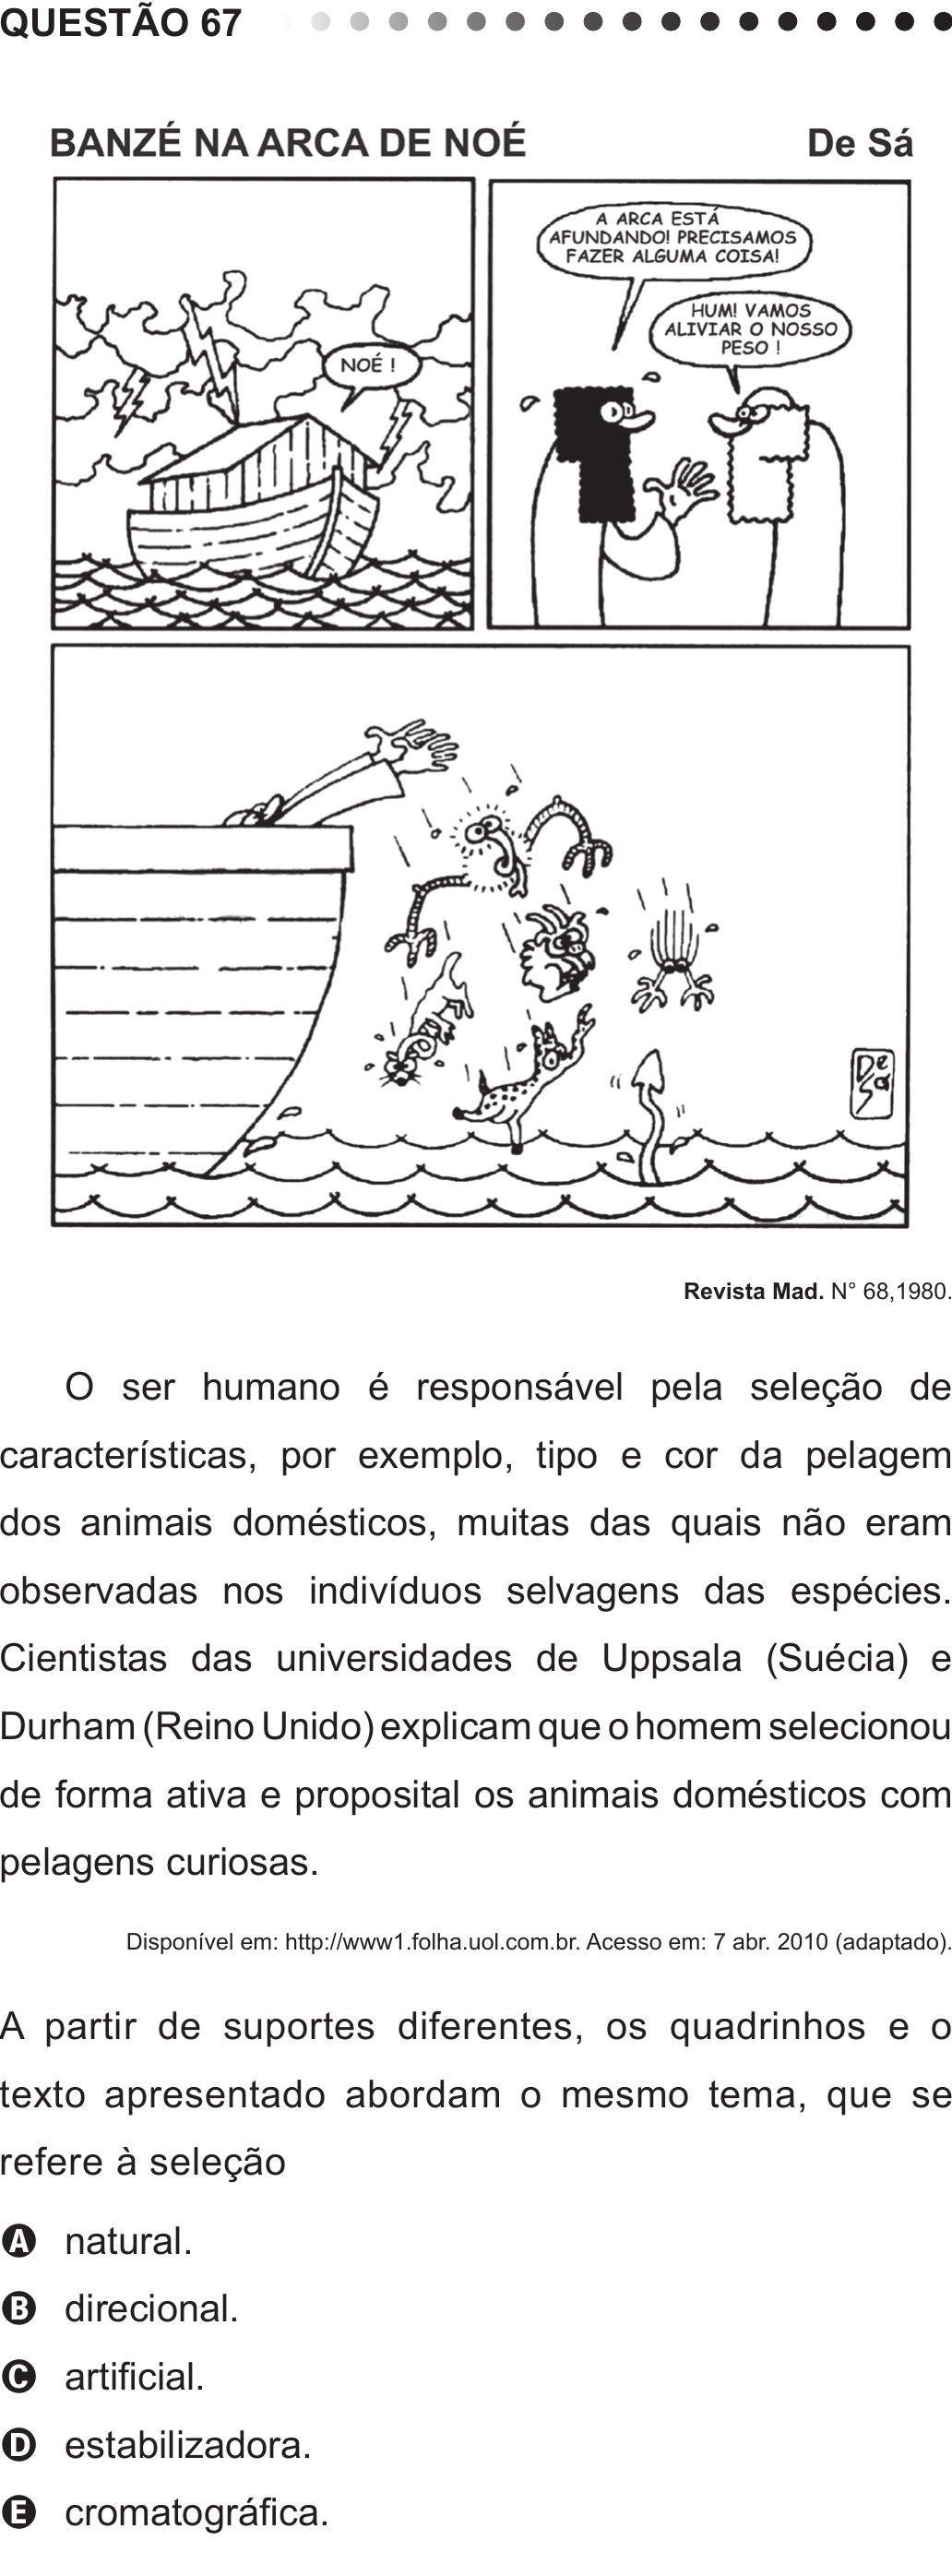 QUESTÃO 67
BANZÉ NA ARCA DE NOÉ De Sá
NOÉ !
A ARCA ESTÁ
AFUNDANDO! PRECISAMOS
FAZER ALGUMA COISA!
HUM! VAMOS
ALIVIAR O NOSSO
PESO !
De
Sá
Revista Mad. N° 68,1980.
O ser humano é responsável pela seleção de
características, por exemplo, tipo e cor da pelagem
dos animais domésticos, muitas das quais não eram
observadas nos indivíduos selvagens das espécies.
Cientistas das universidades de Uppsala (Suécia) e
Durham (Reino Unido) explicam que o homem selecionou
de forma ativa e proposital os animais domésticos com
pelagens curiosas.
Disponível em: http://www1.folha.uol.com.br. Acesso em: 7 abr. 2010 (adaptado).
A partir de suportes diferentes, os quadrinhos e o
texto apresentado abordam o mesmo tema, que se
refere à seleção
A natural.
B direcional.
C artificial.
D estabilizadora.
E cromatográfica.